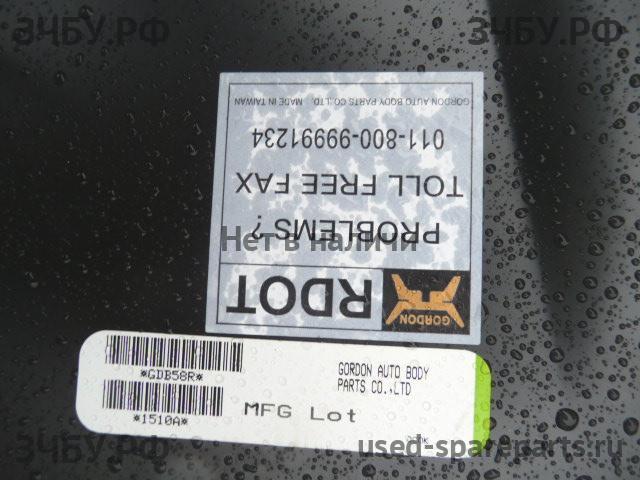 ЗЧБУ.РФ
ЗЧБУ.РФ
GORDON
RDOT
PROBLEMS?
TOLL FREE FAX
011-800-99991234
GORDON AUTO BODY PARTS CO.,LTD. MADE IN TAIWAN
Нет в наличии
*GDB58R*
GORDON AUTO BODY
PARTS CO.,LTD
*1510A*
MFG Lot
ЗЧБУ.РФ
used-spareparts.ru